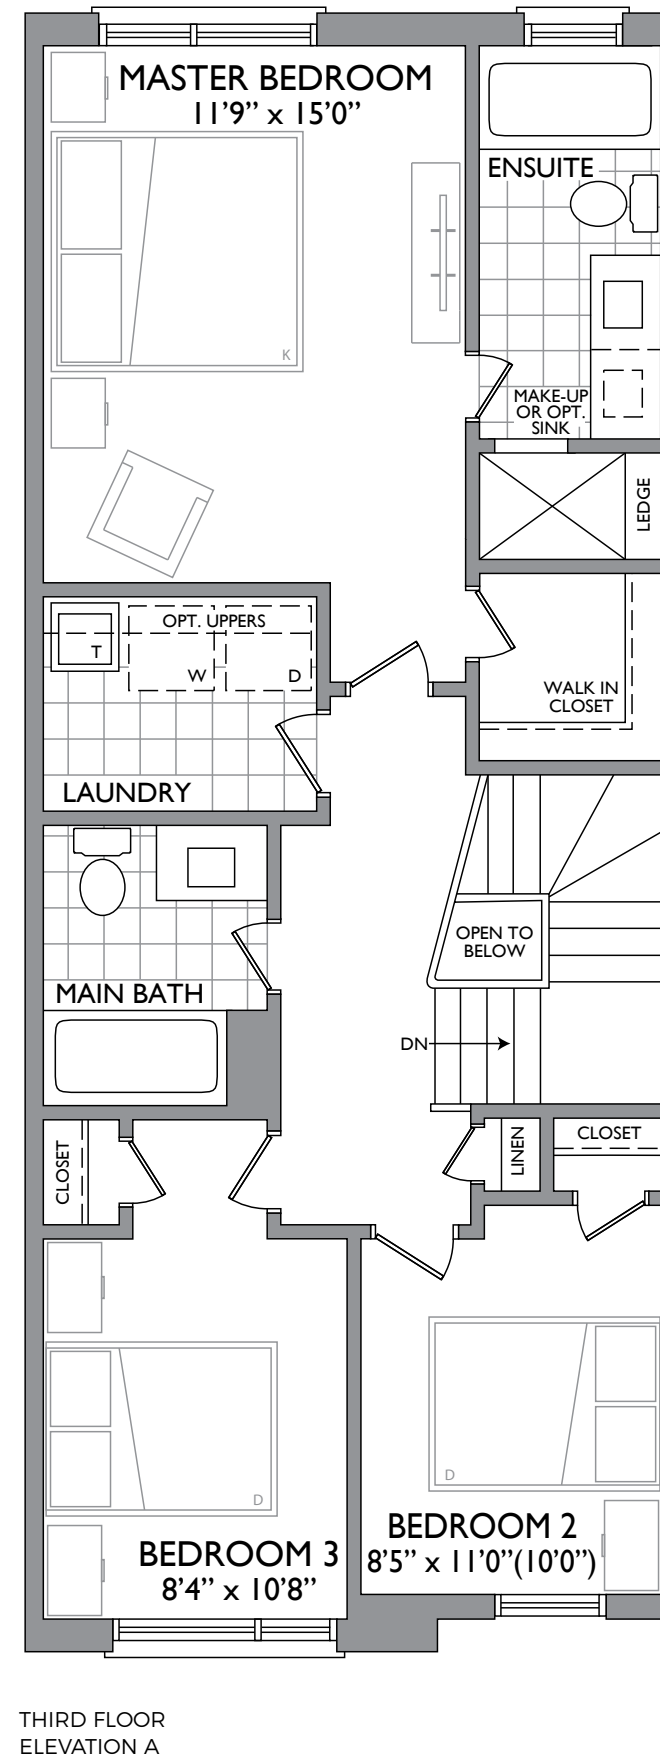 MASTER BEDROOM
11'9” x 15'0”
ENSUITE
K
MAKE-UP
OR OPT.
SINK
LEDGE
OPT. UPPERS
T
W
D
WALK IN
CLOSET
LAUNDRY
OPEN TO
BELOW
MAIN BATH
DN
CLOSET
LINEN
CLOSET
D
D
BEDROOM 2
8'5” x 11'0”(10'0”)
BEDROOM 3
8'4” x 10'8”
THIRD FLOOR
ELEVATION A